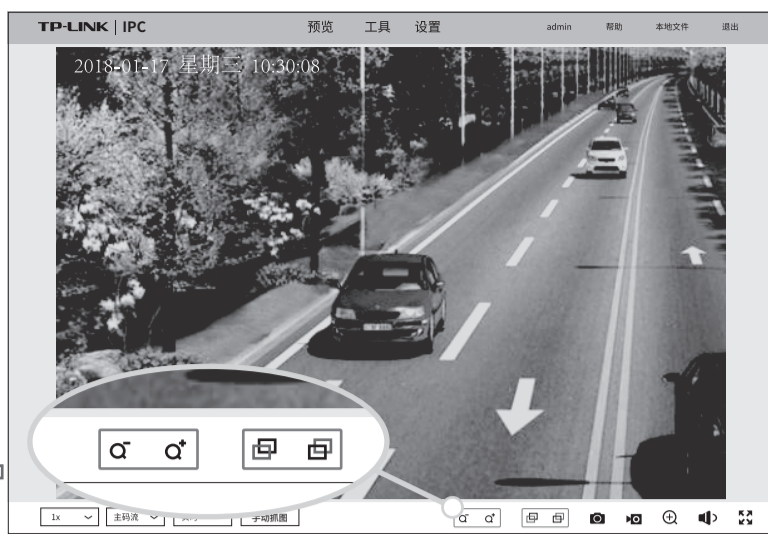 TP-LINK | IPC 预览 工具 设置 admin 帮助 本地文件 退出
2018-01-17 星期三 10:30:08
1x 主码流 手动抓图